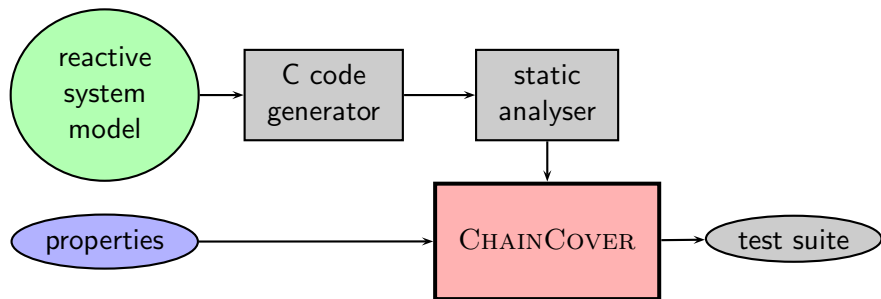 reactive
system
model
C code
generator
static
analyser
properties
CHAINCOVER
test suite